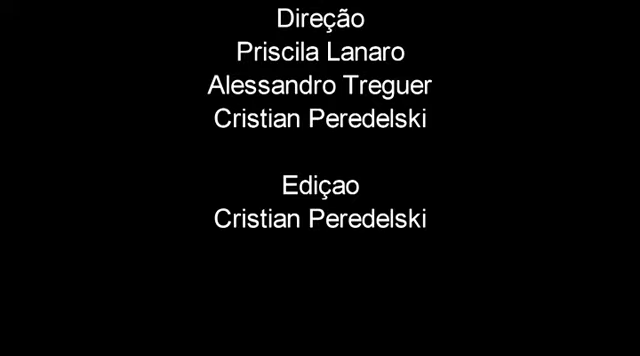 Direção
Priscila Lanaro
Alessandro Treguer
Cristian Peredelski
Ediçao
Cristian Peredelski